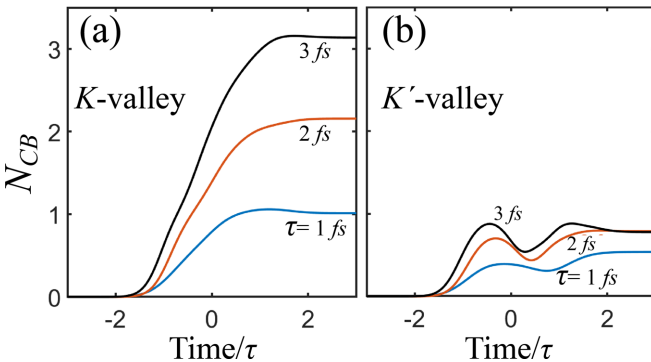 (a)
(b)
3
3 fs
K-valley
K´-valley
2
2 fs
N_CB
1
τ= 1 fs
3 fs
2 fs
τ= 1 fs
0
-2
0
2
-2
0
2
Time/τ
Time/τ